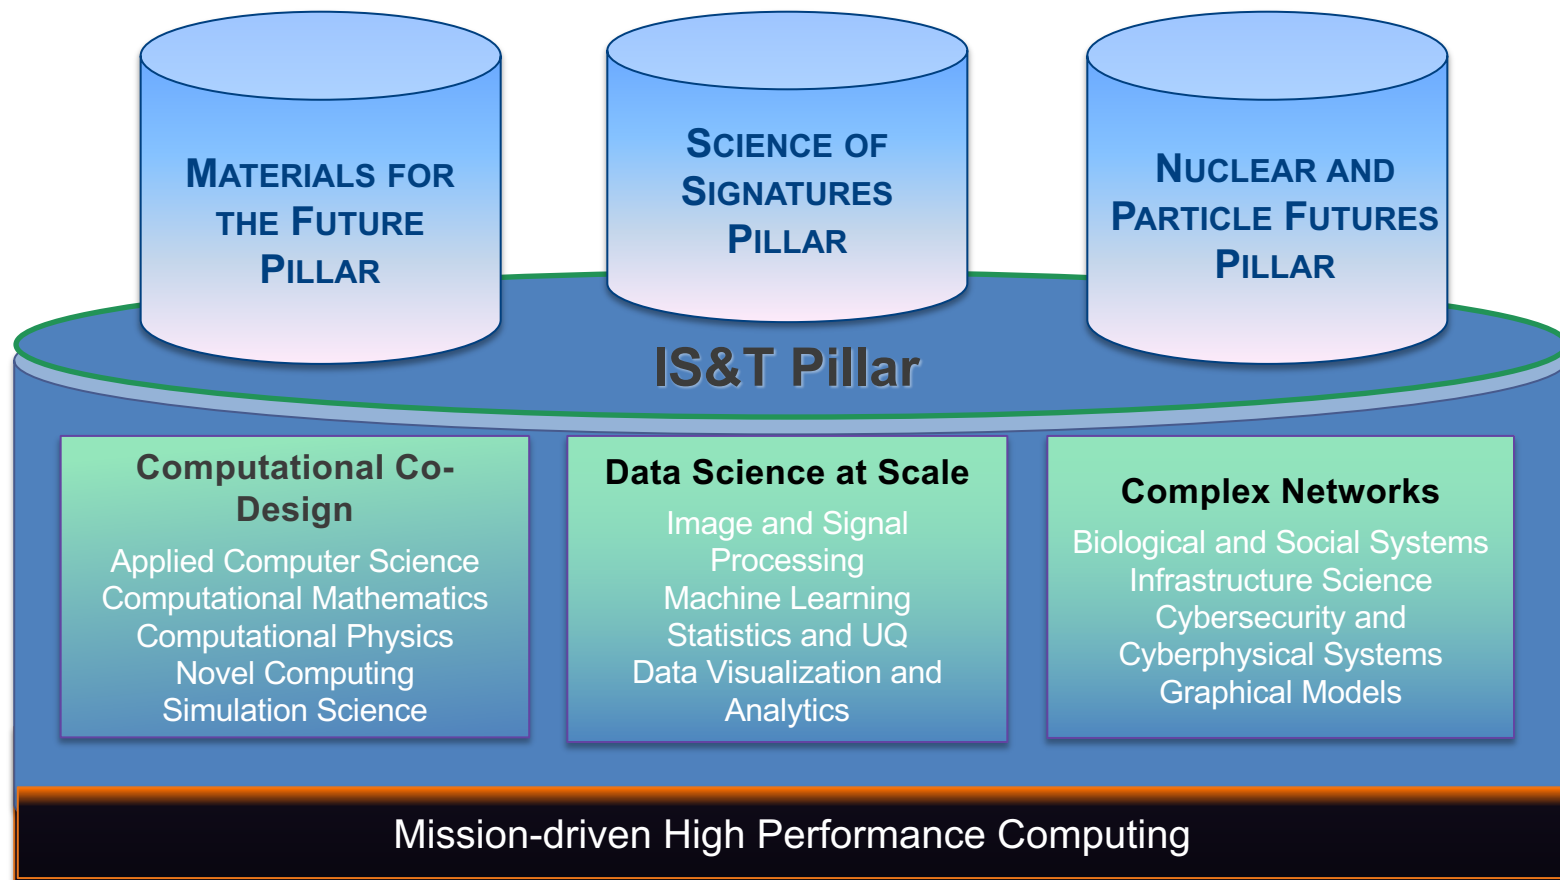 MATERIALS FOR
THE FUTURE
PILLAR
SCIENCE OF
SIGNATURES
PILLAR
NUCLEAR AND
PARTICLE FUTURES
PILLAR
IS&T Pillar
Computational Co-
Design
Applied Computer Science
Computational Mathematics
Computational Physics
Novel Computing
Simulation Science
Data Science at Scale
Image and Signal
Processing
Machine Learning
Statistics and UQ
Data Visualization and
Analytics
Complex Networks
Biological and Social Systems
Infrastructure Science
Cybersecurity and
Cyberphysical Systems
Graphical Models
Mission-driven High Performance Computing